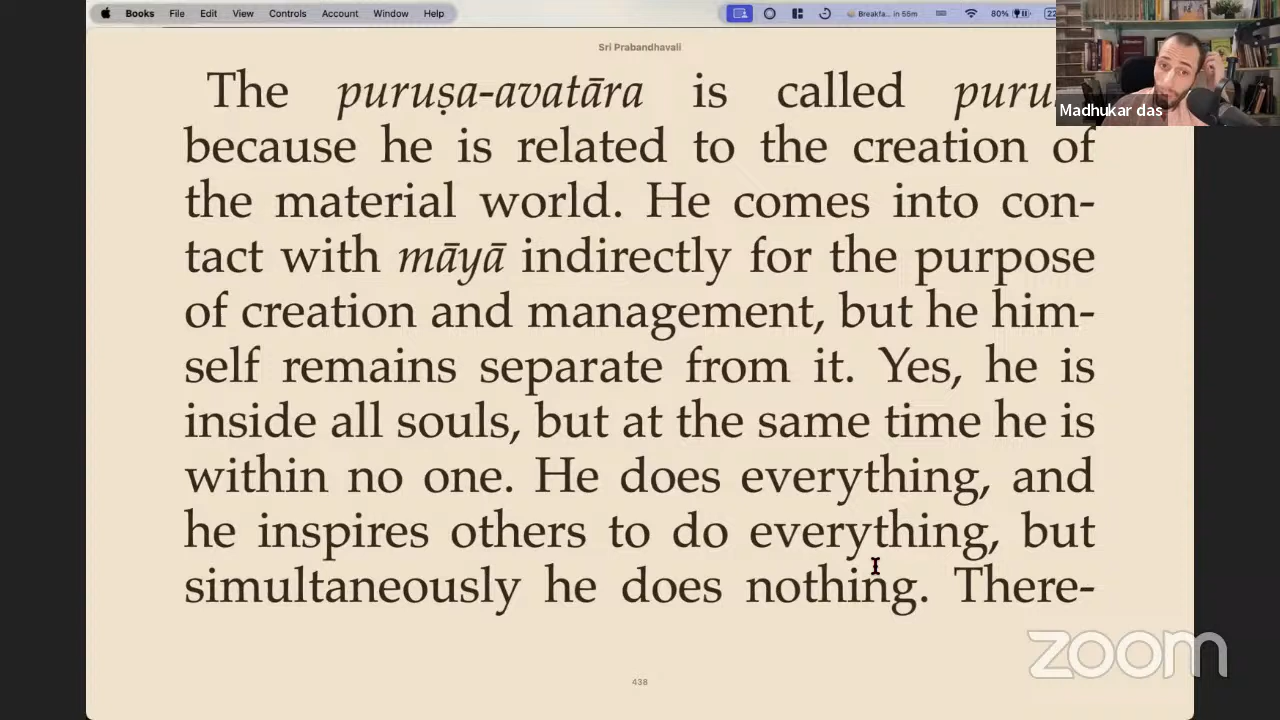 Books File Edit View Controls Account Window Help
Breakfa... in 55m
80%
22
Madhukar das
Sri Prabandhavali
The puruṣa-avatāra is called puru
because he is related to the creation of
the material world. He comes into con-
tact with māyā indirectly for the purpose
of creation and management, but he him-
self remains separate from it. Yes, he is
inside all souls, but at the same time he is
within no one. He does everything, and
he inspires others to do everything, but
simultaneously he does nothing. There-
zoom
438